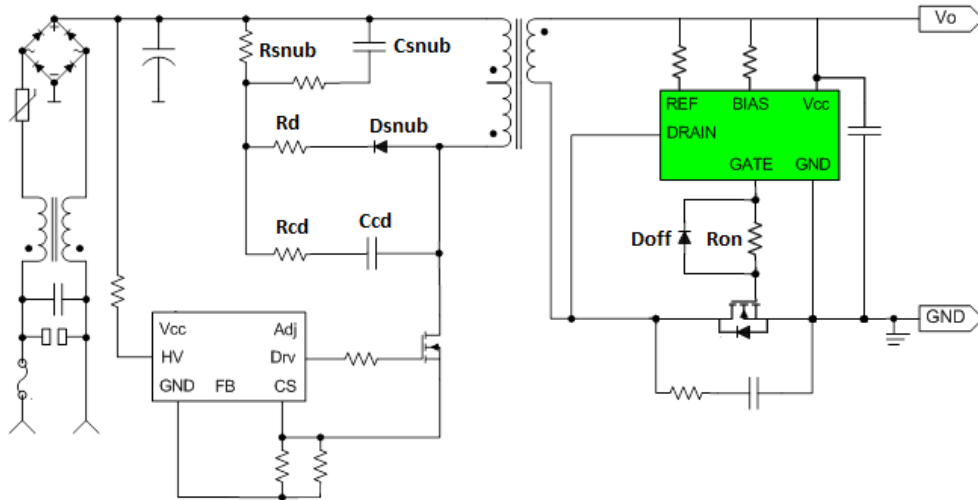 Vo
Rsnub
Csnub
REF
BIAS
Vcc
DRAIN
GATE
GND
Rd
Dsnub
Rcd
Ccd
Doff
Ron
GND
Vcc
Adj
HV
Drv
GND
FB
CS